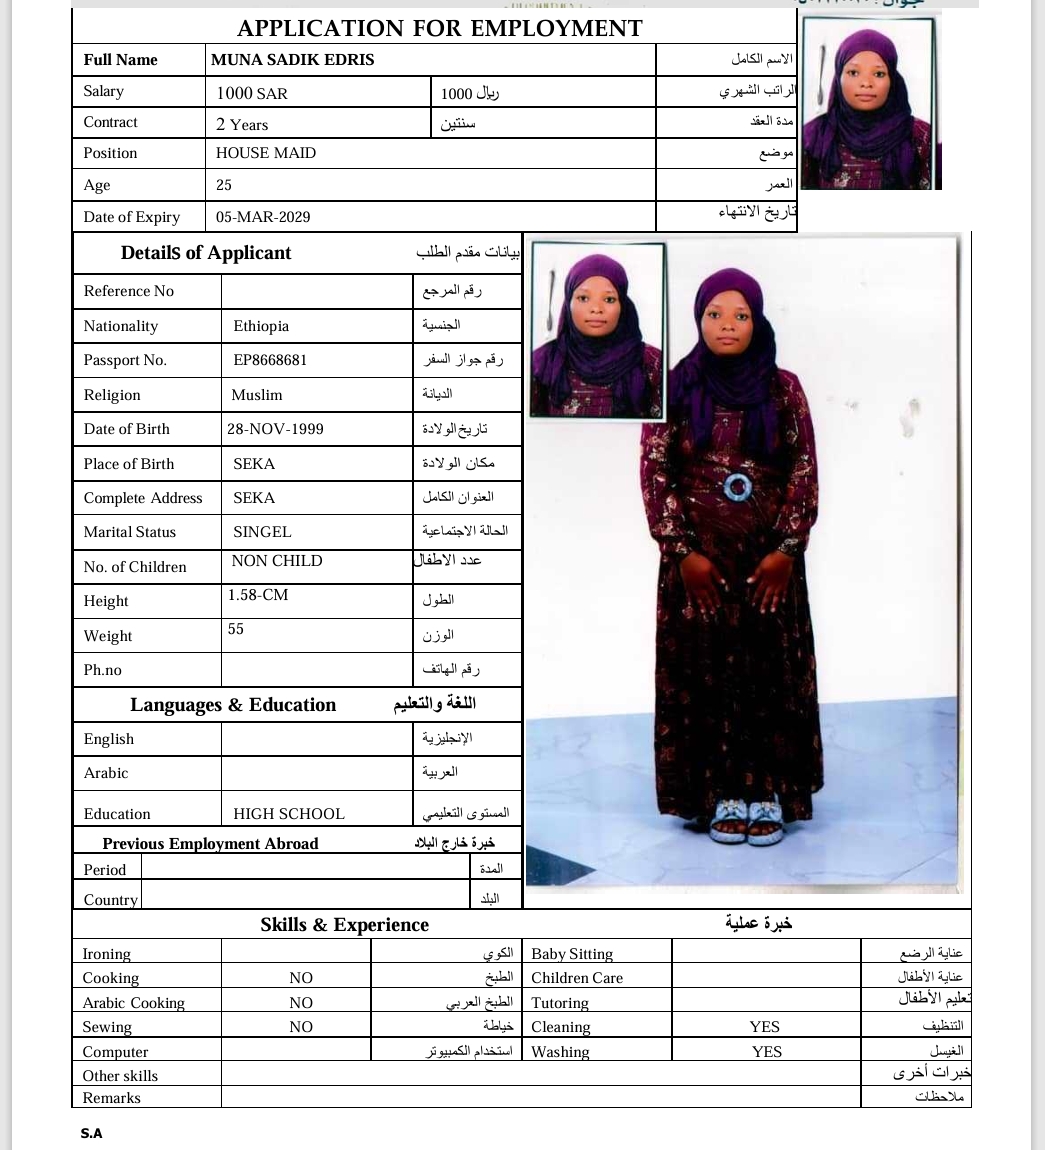 جوال :
APPLICATION FOR EMPLOYMENT
Full Name MUNA SADIK EDRIS الاسم الكامل
Salary 1000 SAR 1000 ريال الراتب الشهري
Contract 2 Years سنتين مدة العقد
Position HOUSE MAID موضع
Age 25 العمر
Date of Expiry 05-MAR-2029 تاريخ الانتهاء
Details of Applicant بيانات مقدم الطلب
Reference No رقم المرجع
Nationality Ethiopia الجنسية
Passport No. EP8668681 رقم جواز السفر
Religion Muslim الديانة
Date of Birth 28-NOV-1999 تاريخ الولادة
Place of Birth SEKA مكان الولادة
Complete Address SEKA العنوان الكامل
Marital Status SINGEL الحالة الاجتماعية
No. of Children NON CHILD عدد الاطفال
Height 1.58-CM الطول
Weight 55 الوزن
Ph.no رقم الهاتف
Languages & Education اللغة والتعليم
English الإنجليزية
Arabic العربية
Education HIGH SCHOOL المستوى التعليمي
Previous Employment Abroad خبرة خارج البلاد
Period المدة
Country البلد
Skills & Experience خبرة عملية
Ironing الكوي Baby Sitting عناية الرضع
Cooking NO الطبخ Children Care عناية الأطفال
Arabic Cooking NO الطبخ العربي Tutoring تعليم الأطفال
Sewing NO خياطة Cleaning YES التنظيف
Computer استخدام الكمبيوتر Washing YES الغيسل
Other skills خبرات أخرى
Remarks ملاحظات
S.A